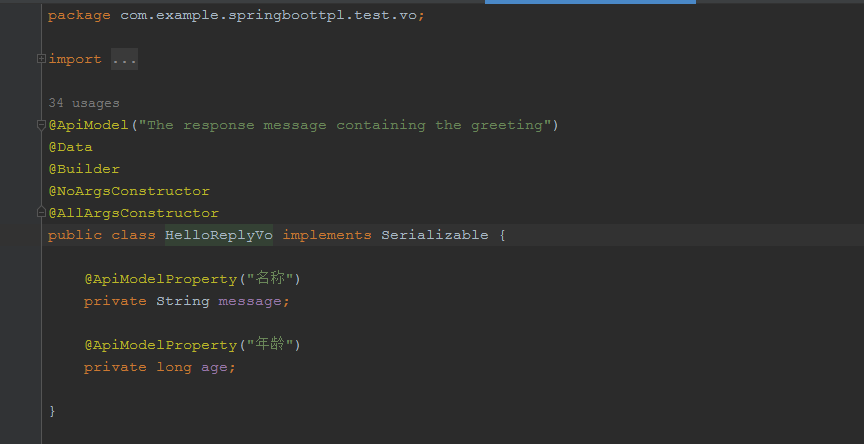 package com.example.springboottpl.test.vo;
import ...
34 usages
@ApiModel("The response message containing the greeting")
@Data
@Builder
@NoArgsConstructor
@AllArgsConstructor
public class HelloReplyVo implements Serializable {
@ApiModelProperty("名称")
private String message;
@ApiModelProperty("年龄")
private long age;
}